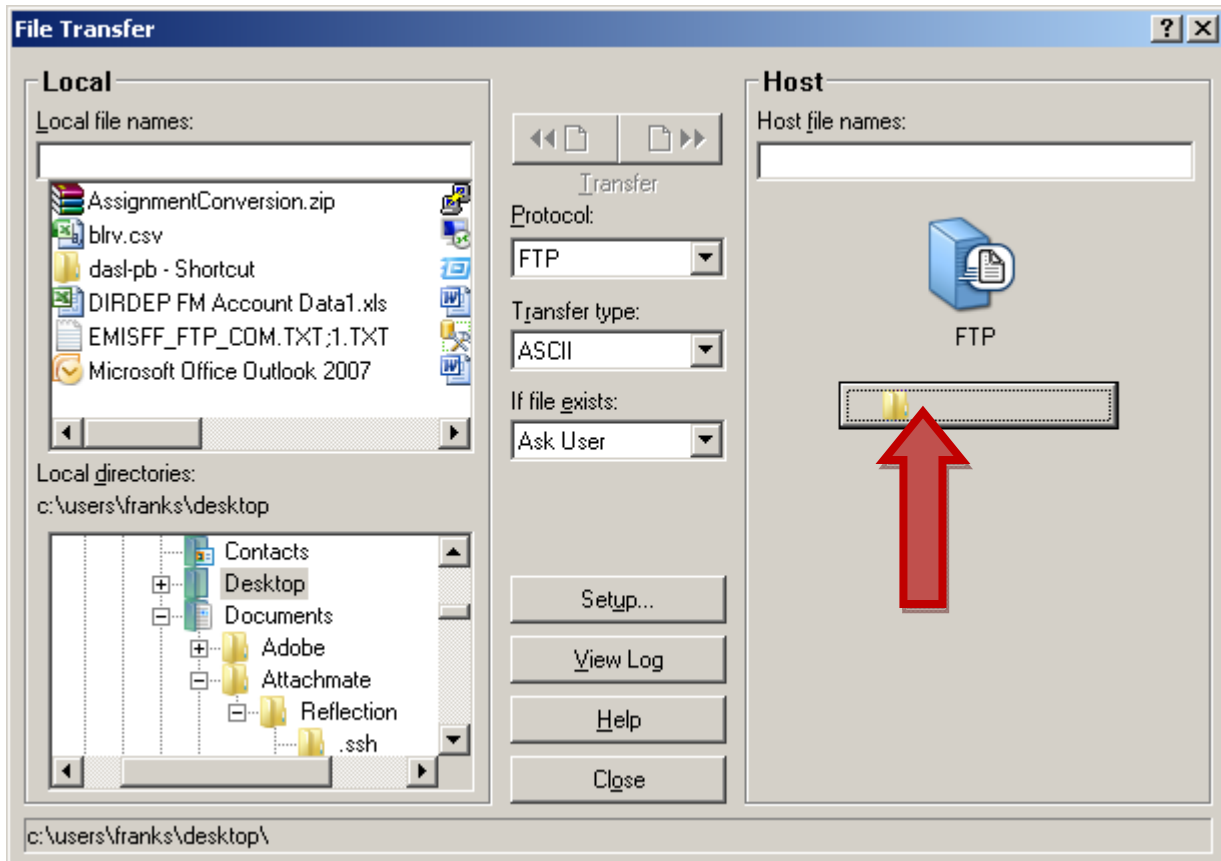 File Transfer
Local
Local file names:
AssignmentConversion.zip
blrv.csv
dasl-pb - Shortcut
DIRDEP FM Account Data1.xls
EMISFF_FTP_COM.TXT;1.TXT
Microsoft Office Outlook 2007
Local directories:
c:\users\franks\desktop
Contacts
Desktop
Documents
Adobe
Attachmate
Reflection
.ssh
Transfer
Protocol:
FTP
Transfer type:
ASCII
If file exists:
Ask User
Setup...
View Log
Help
Close
Host
Host file names:
FTP
c:\users\franks\desktop\